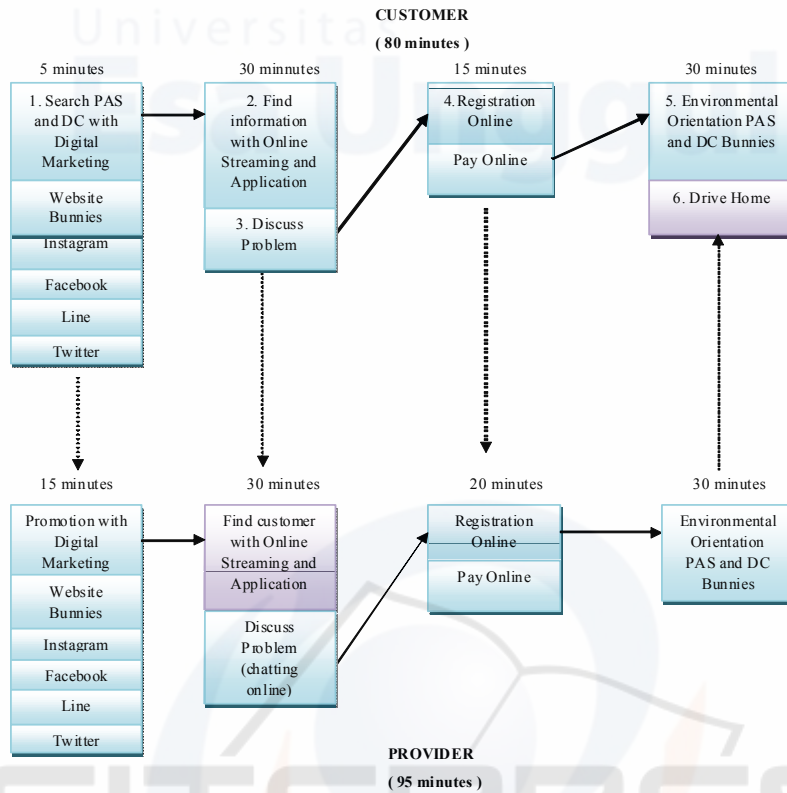 Universitas
Esa Unggul
CUSTOMER
( 80 minutes )
5 minutes
30 minnutes
15 minutes
30 minutes
1. Search PAS
and DC with
Digital
Marketing
Website
Bunnies
Instagram
Facebook
Line
Twitter
2. Find
information
with Online
Streaming and
Application
3. Discuss
Problem
4. Registration
Online
Pay Online
5. Environmental
Orientation PAS
and DC Bunnies
6. Drive Home
15 minutes
30 minutes
20 minutes
30 minutes
Promotion with
Digital
Marketing
Website
Bunnies
Instagram
Facebook
Line
Twitter
Find customer
with Online
Streaming and
Application
Discuss
Problem
(chatting
online)
Registration
Online
Pay Online
Environmental
Orientation
PAS and DC
Bunnies
PROVIDER
( 95 minutes )